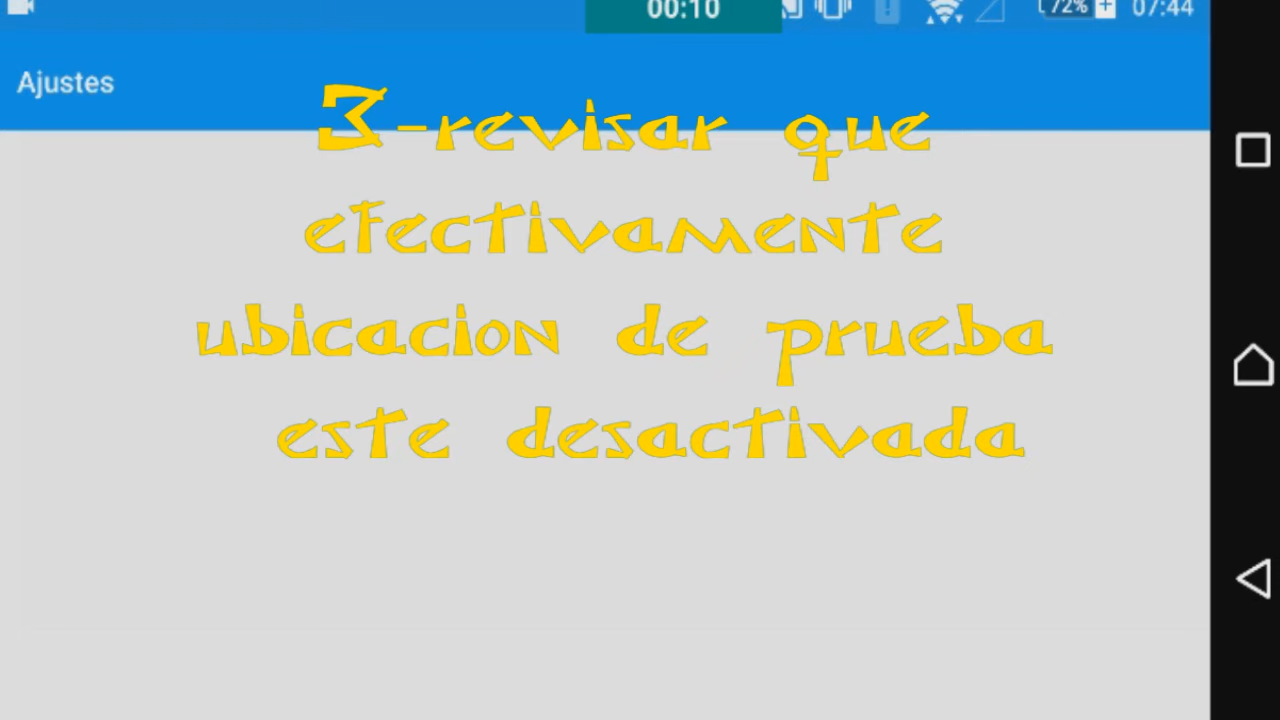 00:10
72%
07:44
Ajustes
3-revisar que
efectivamente
ubicacion de prueba
este desactivada